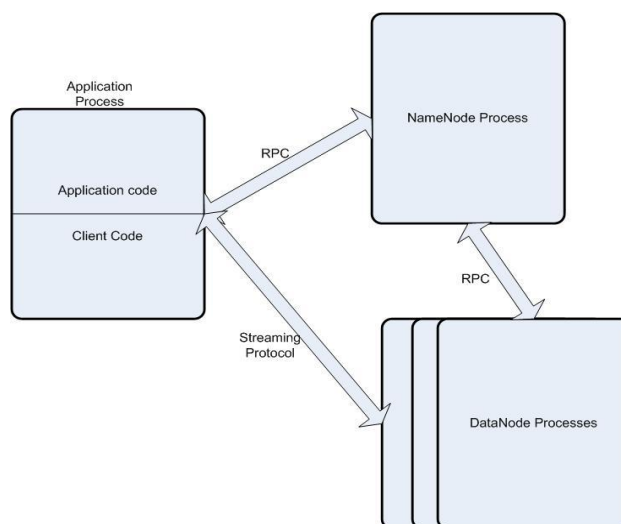 Application
Process
NameNode Process
RPC
Application code
Client Code
RPC
Streaming
Protocol
DataNode Processes